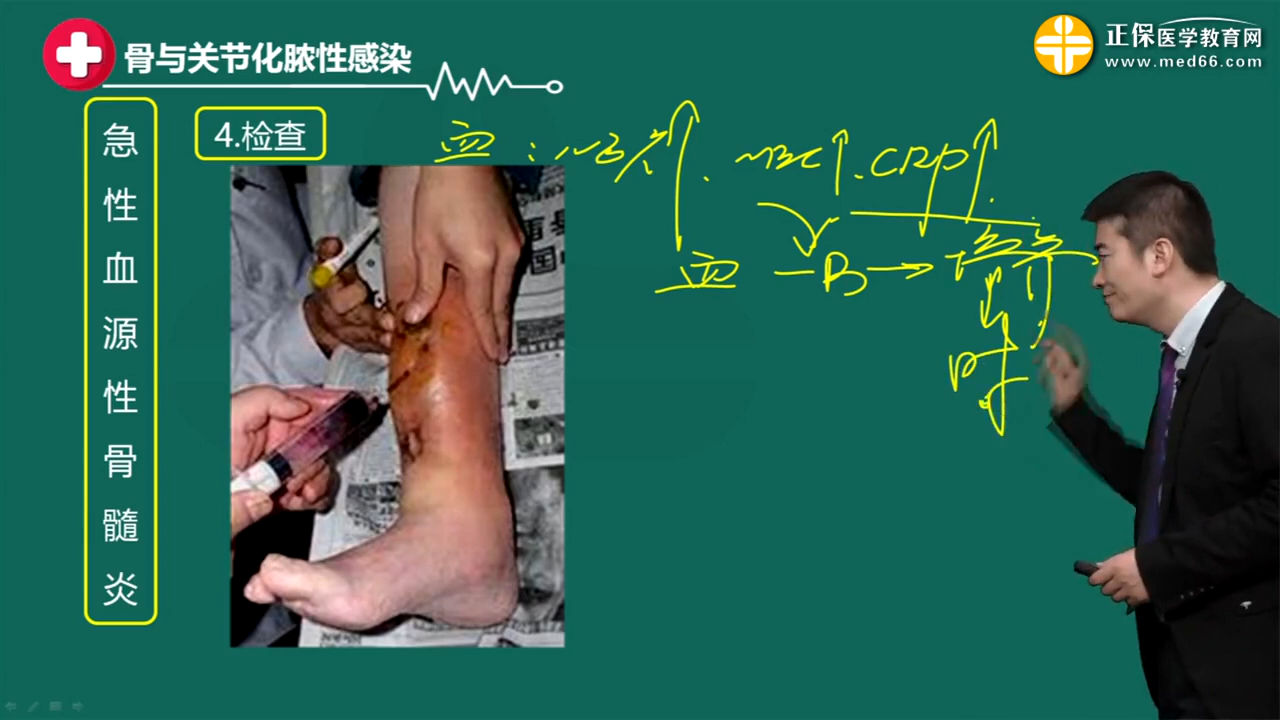 骨与关节化脓性感染
正保医学教育网
www.med66.com
急性血源性骨髓炎
4.检查
血:
CRP↑
血 B→
时